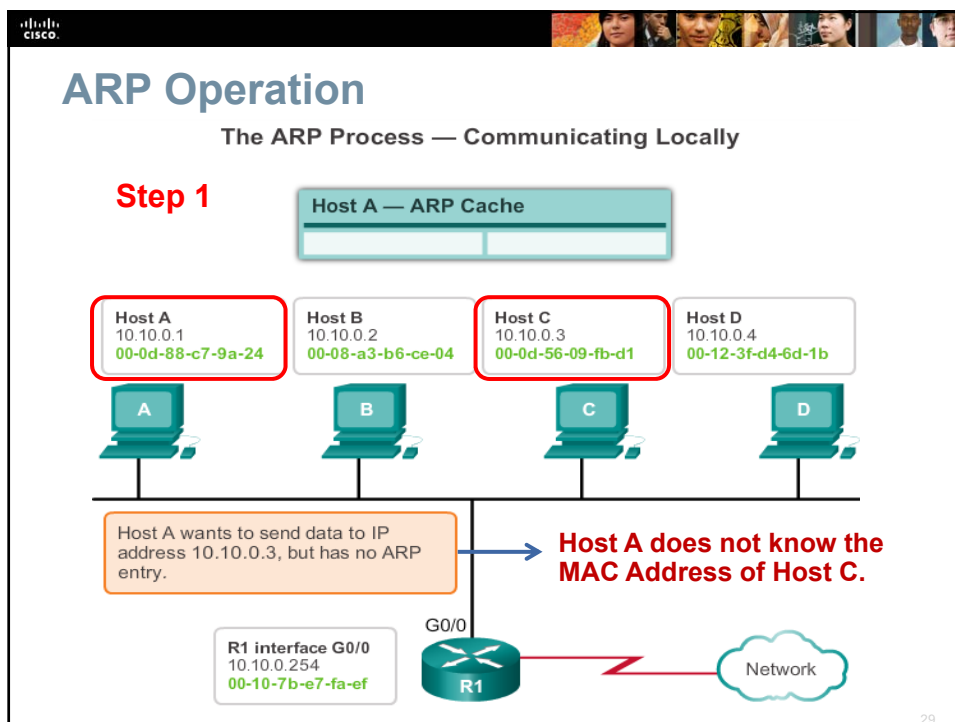 CISCO.
ARP Operation
The ARP Process — Communicating Locally
Step 1
Host A — ARP Cache
Host A
10.10.0.1
00-0d-88-c7-9a-24
Host B
10.10.0.2
00-08-a3-b6-ce-04
Host C
10.10.0.3
00-0d-56-09-fb-d1
Host D
10.10.0.4
00-12-3f-d4-6d-1b
A
B
C
D
Host A wants to send data to IP
address 10.10.0.3, but has no ARP
entry.
Host A does not know the
MAC Address of Host C.
G0/0
R1 interface G0/0
10.10.0.254
00-10-7b-e7-fa-ef
R1
Network
29